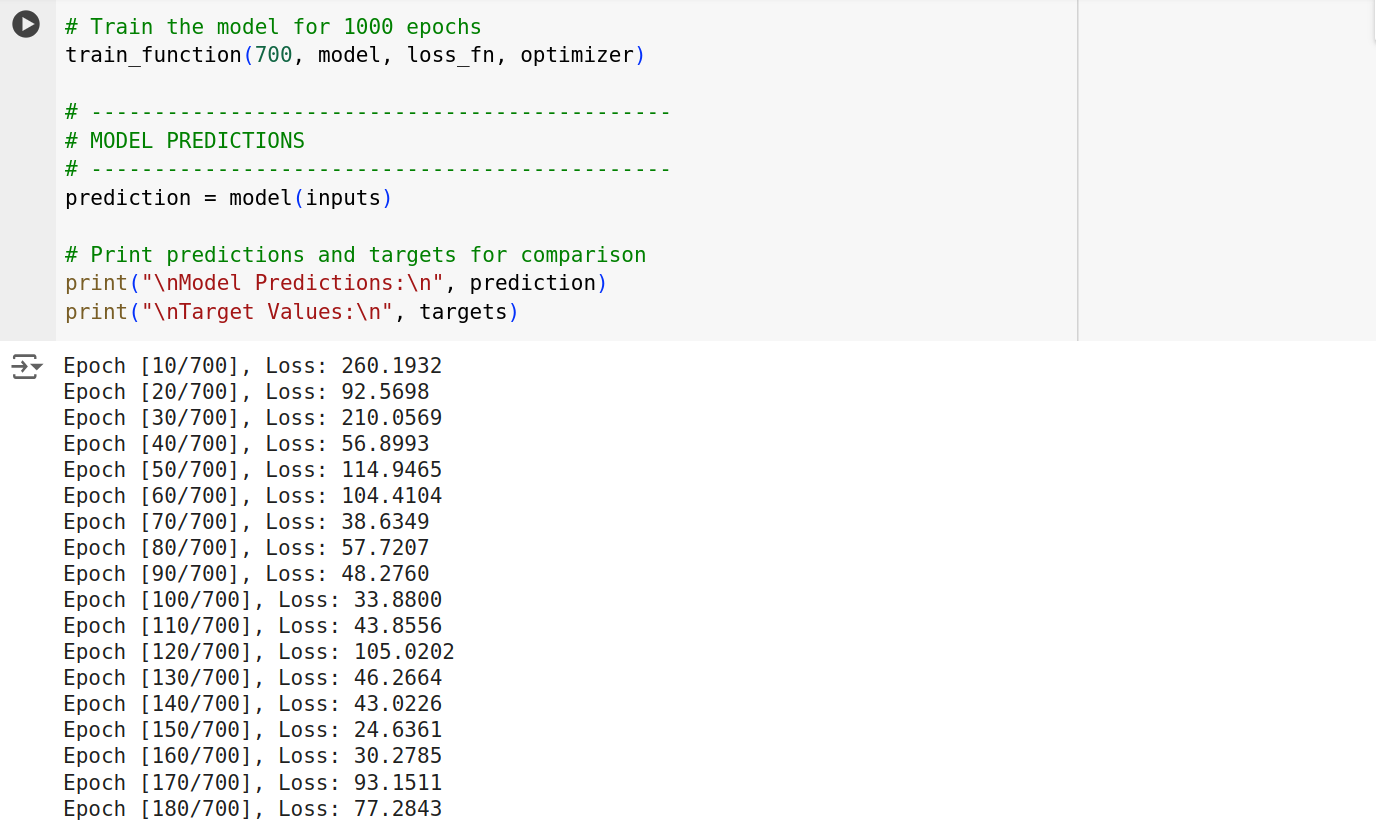 # Train the model for 1000 epochs
train_function(700, model, loss_fn, optimizer)
# ----------------------------------------------
# MODEL PREDICTIONS
# ----------------------------------------------
prediction = model(inputs)
# Print predictions and targets for comparison
print("\nModel Predictions:\n", prediction)
print("\nTarget Values:\n", targets)
Epoch [10/700], Loss: 260.1932
Epoch [20/700], Loss: 92.5698
Epoch [30/700], Loss: 210.0569
Epoch [40/700], Loss: 56.8993
Epoch [50/700], Loss: 114.9465
Epoch [60/700], Loss: 104.4104
Epoch [70/700], Loss: 38.6349
Epoch [80/700], Loss: 57.7207
Epoch [90/700], Loss: 48.2760
Epoch [100/700], Loss: 33.8800
Epoch [110/700], Loss: 43.8556
Epoch [120/700], Loss: 105.0202
Epoch [130/700], Loss: 46.2664
Epoch [140/700], Loss: 43.0226
Epoch [150/700], Loss: 24.6361
Epoch [160/700], Loss: 30.2785
Epoch [170/700], Loss: 93.1511
Epoch [180/700], Loss: 77.2843